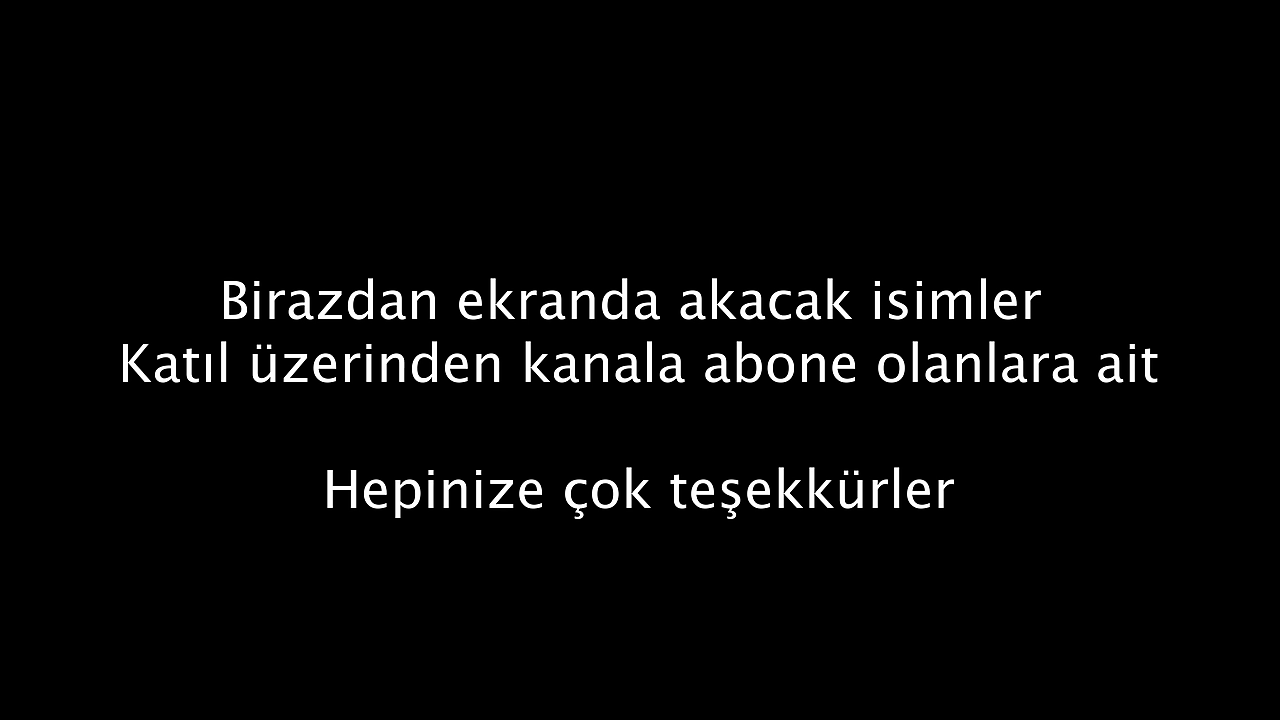 Birazdan ekranda akacak isimler
Katıl üzerinden kanala abone olanlara ait
Hepinize çok teşekkürler